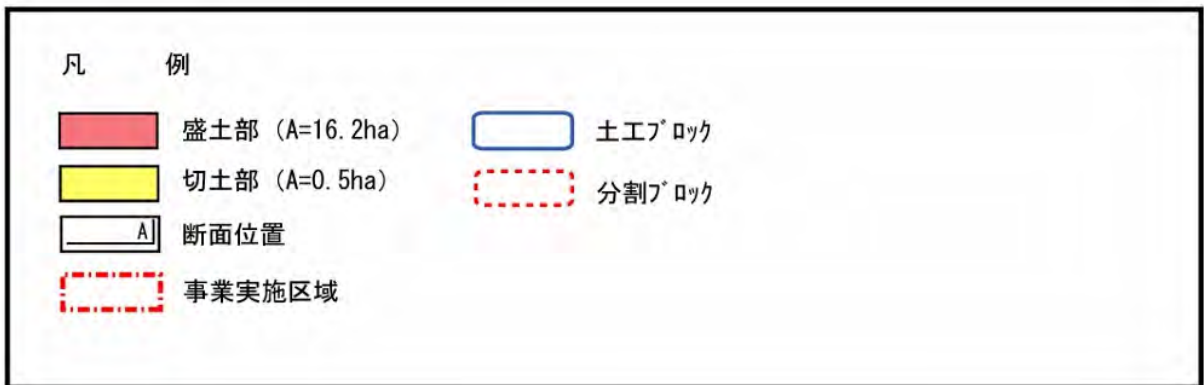 凡　例
盛土部（A=16.2ha）
切土部（A=0.5ha）
A 断面位置
事業実施区域
土工ﾌﾞﾛｯｸ
分割ﾌﾞﾛｯｸ